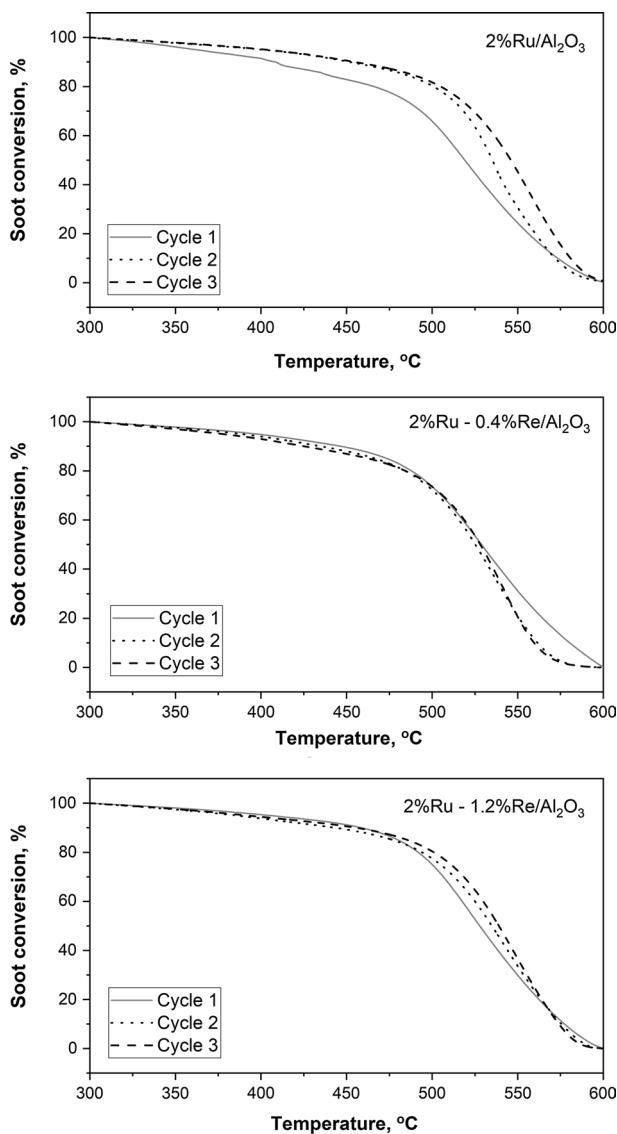 2%Ru/Al₂O₃
Soot conversion, %
100
80
60
40
20
0
Cycle 1
Cycle 2
Cycle 3
300 350 400 450 500 550 600
Temperature, °C
2%Ru - 0.4%Re/Al₂O₃
Soot conversion, %
100
80
60
40
20
0
Cycle 1
Cycle 2
Cycle 3
300 350 400 450 500 550 600
Temperature, °C
2%Ru - 1.2%Re/Al₂O₃
Soot conversion, %
100
80
60
40
20
0
Cycle 1
Cycle 2
Cycle 3
300 350 400 450 500 550 600
Temperature, °C